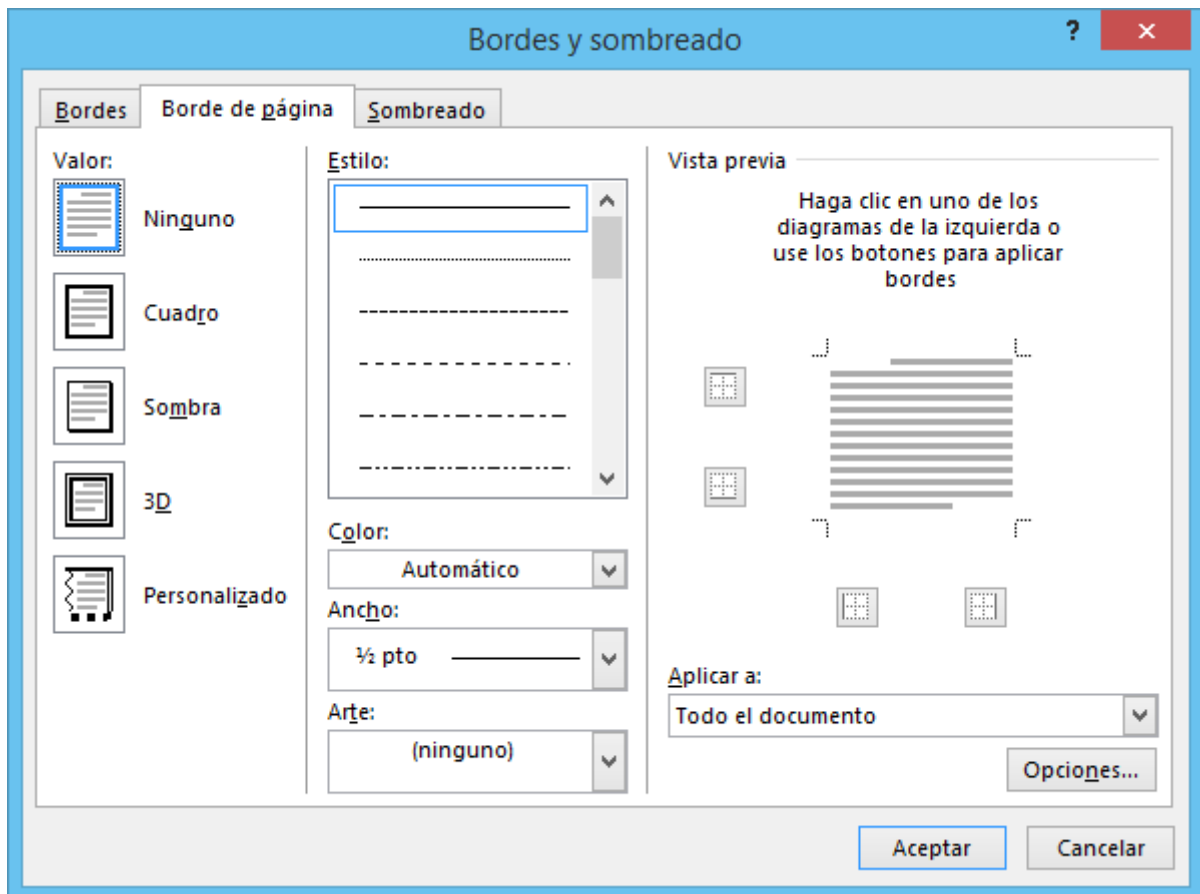 Bordes y sombreado
?
Bordes
Borde de página
Sombreado
Valor:
Ninguno
Cuadro
Sombra
3D
Personalizado
Estilo:
Color:
Automático
Ancho:
½ pto
Arte:
(ninguno)
Vista previa
Haga clic en uno de los
diagramas de la izquierda o
use los botones para aplicar
bordes
Aplicar a:
Todo el documento
Opciones...
Aceptar
Cancelar